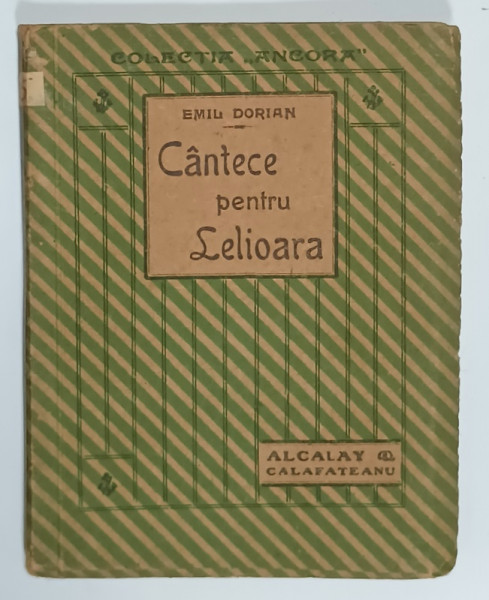 COLECTIA „ANCORA"
EMIL DORIAN
Cântece
pentru
Lelioara
ALCALAY &
CALAFATEANU